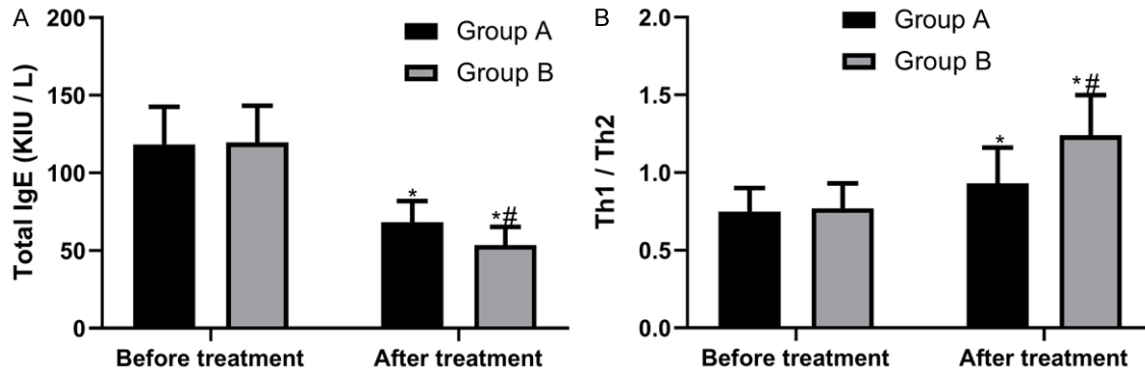 A
Total IgE (KIU / L)
200
150
100
50
0
Group A
Group B
*
*#
Before treatment
After treatment
B
Th1 / Th2
2.0
1.5
1.0
0.5
0.0
Group A
Group B
*
*#
Before treatment
After treatment